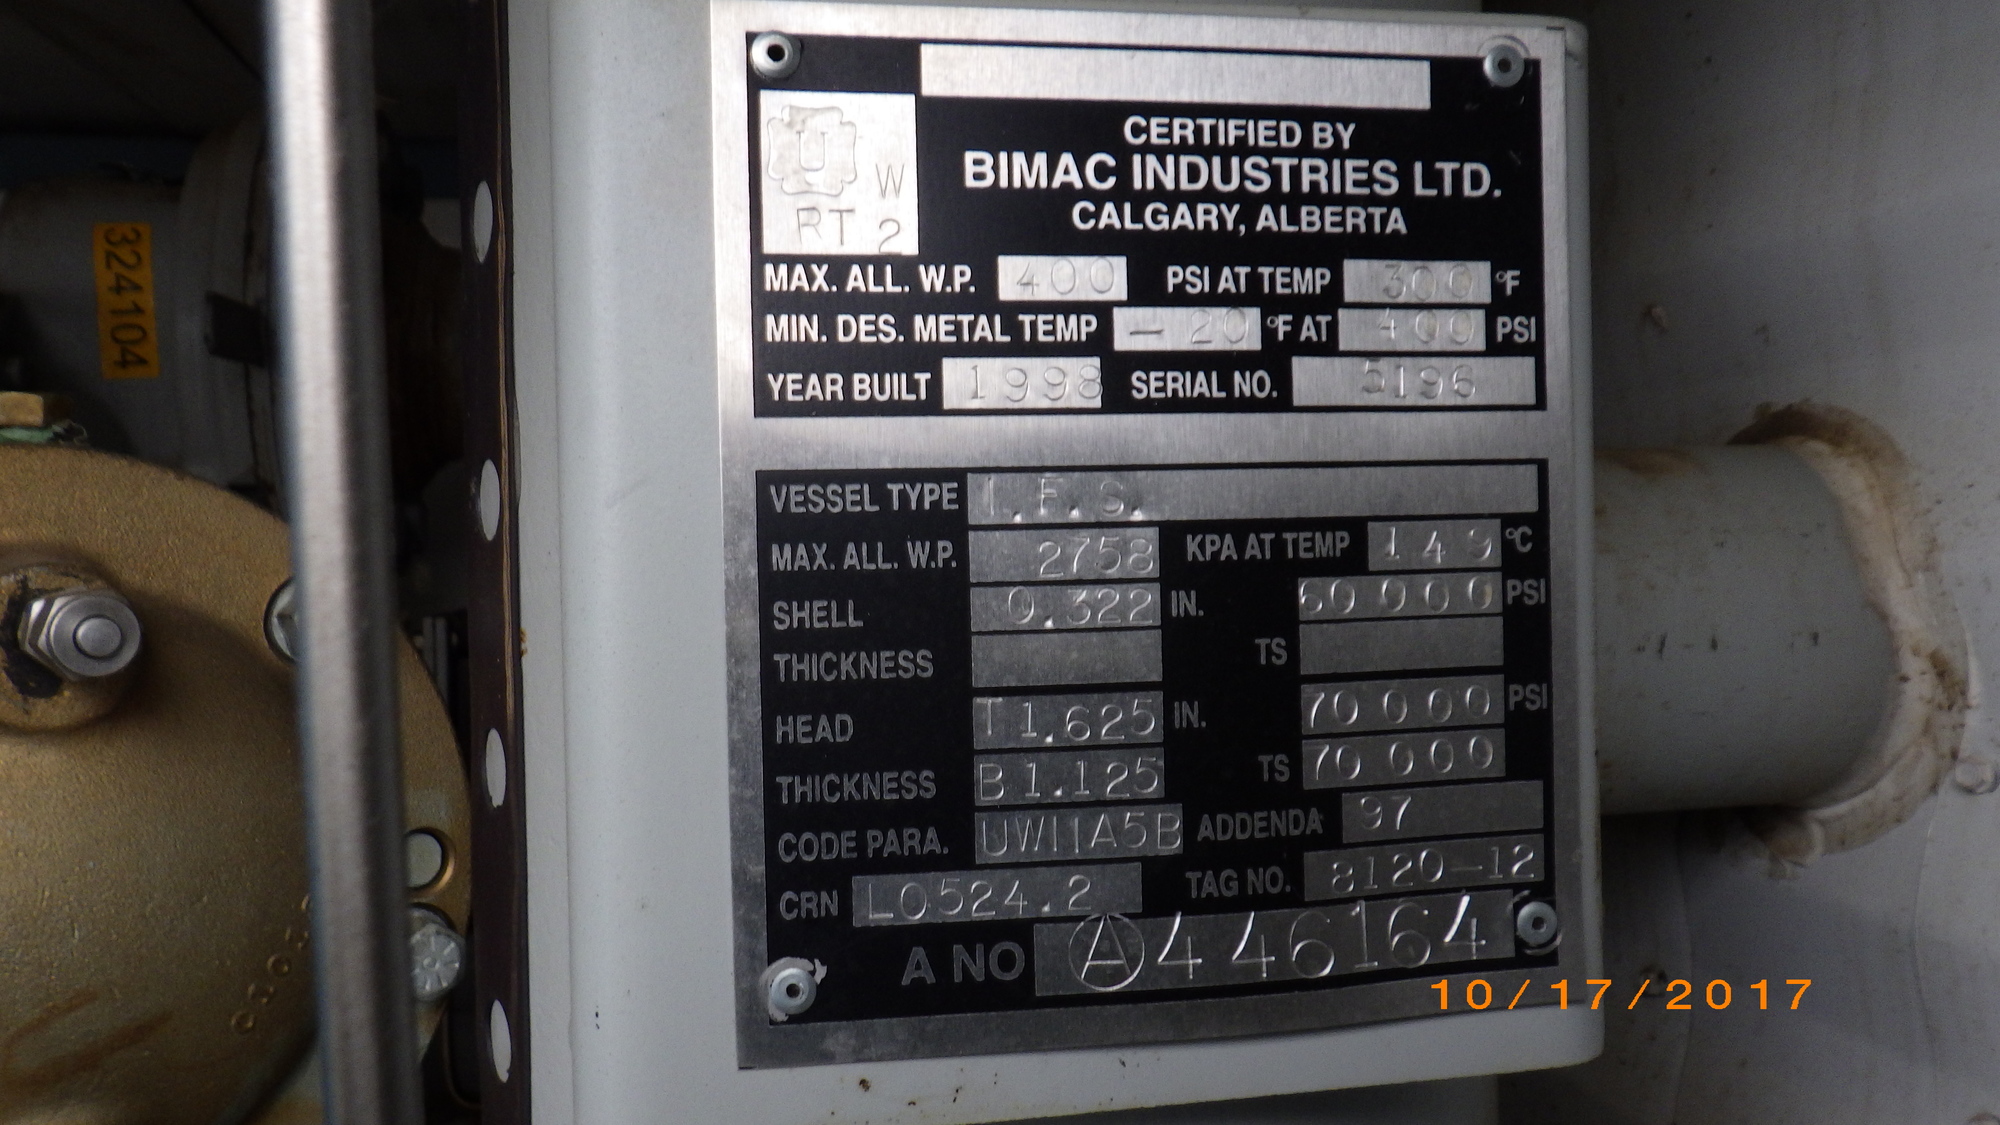 U
W
RT 2
CERTIFIED BY
BIMAC INDUSTRIES LTD.
CALGARY, ALBERTA
MAX. ALL. W.P. 400 PSI AT TEMP 300 °F
MIN. DES. METAL TEMP -20 °F AT 400 PSI
YEAR BUILT 1998 SERIAL NO. 5196
VESSEL TYPE I.F.S.
MAX. ALL. W.P. 2758 KPA AT TEMP 149 °C
SHELL 0.322 IN. 60000 PSI
THICKNESS TS
HEAD T 1.625 IN. 70000 PSI
THICKNESS B 1.125 TS 70000
CODE PARA. UW11A5B ADDENDA 97
CRN L0524.2 TAG NO. 8120-12
A NO Ⓐ446164
324104
10/17/2017